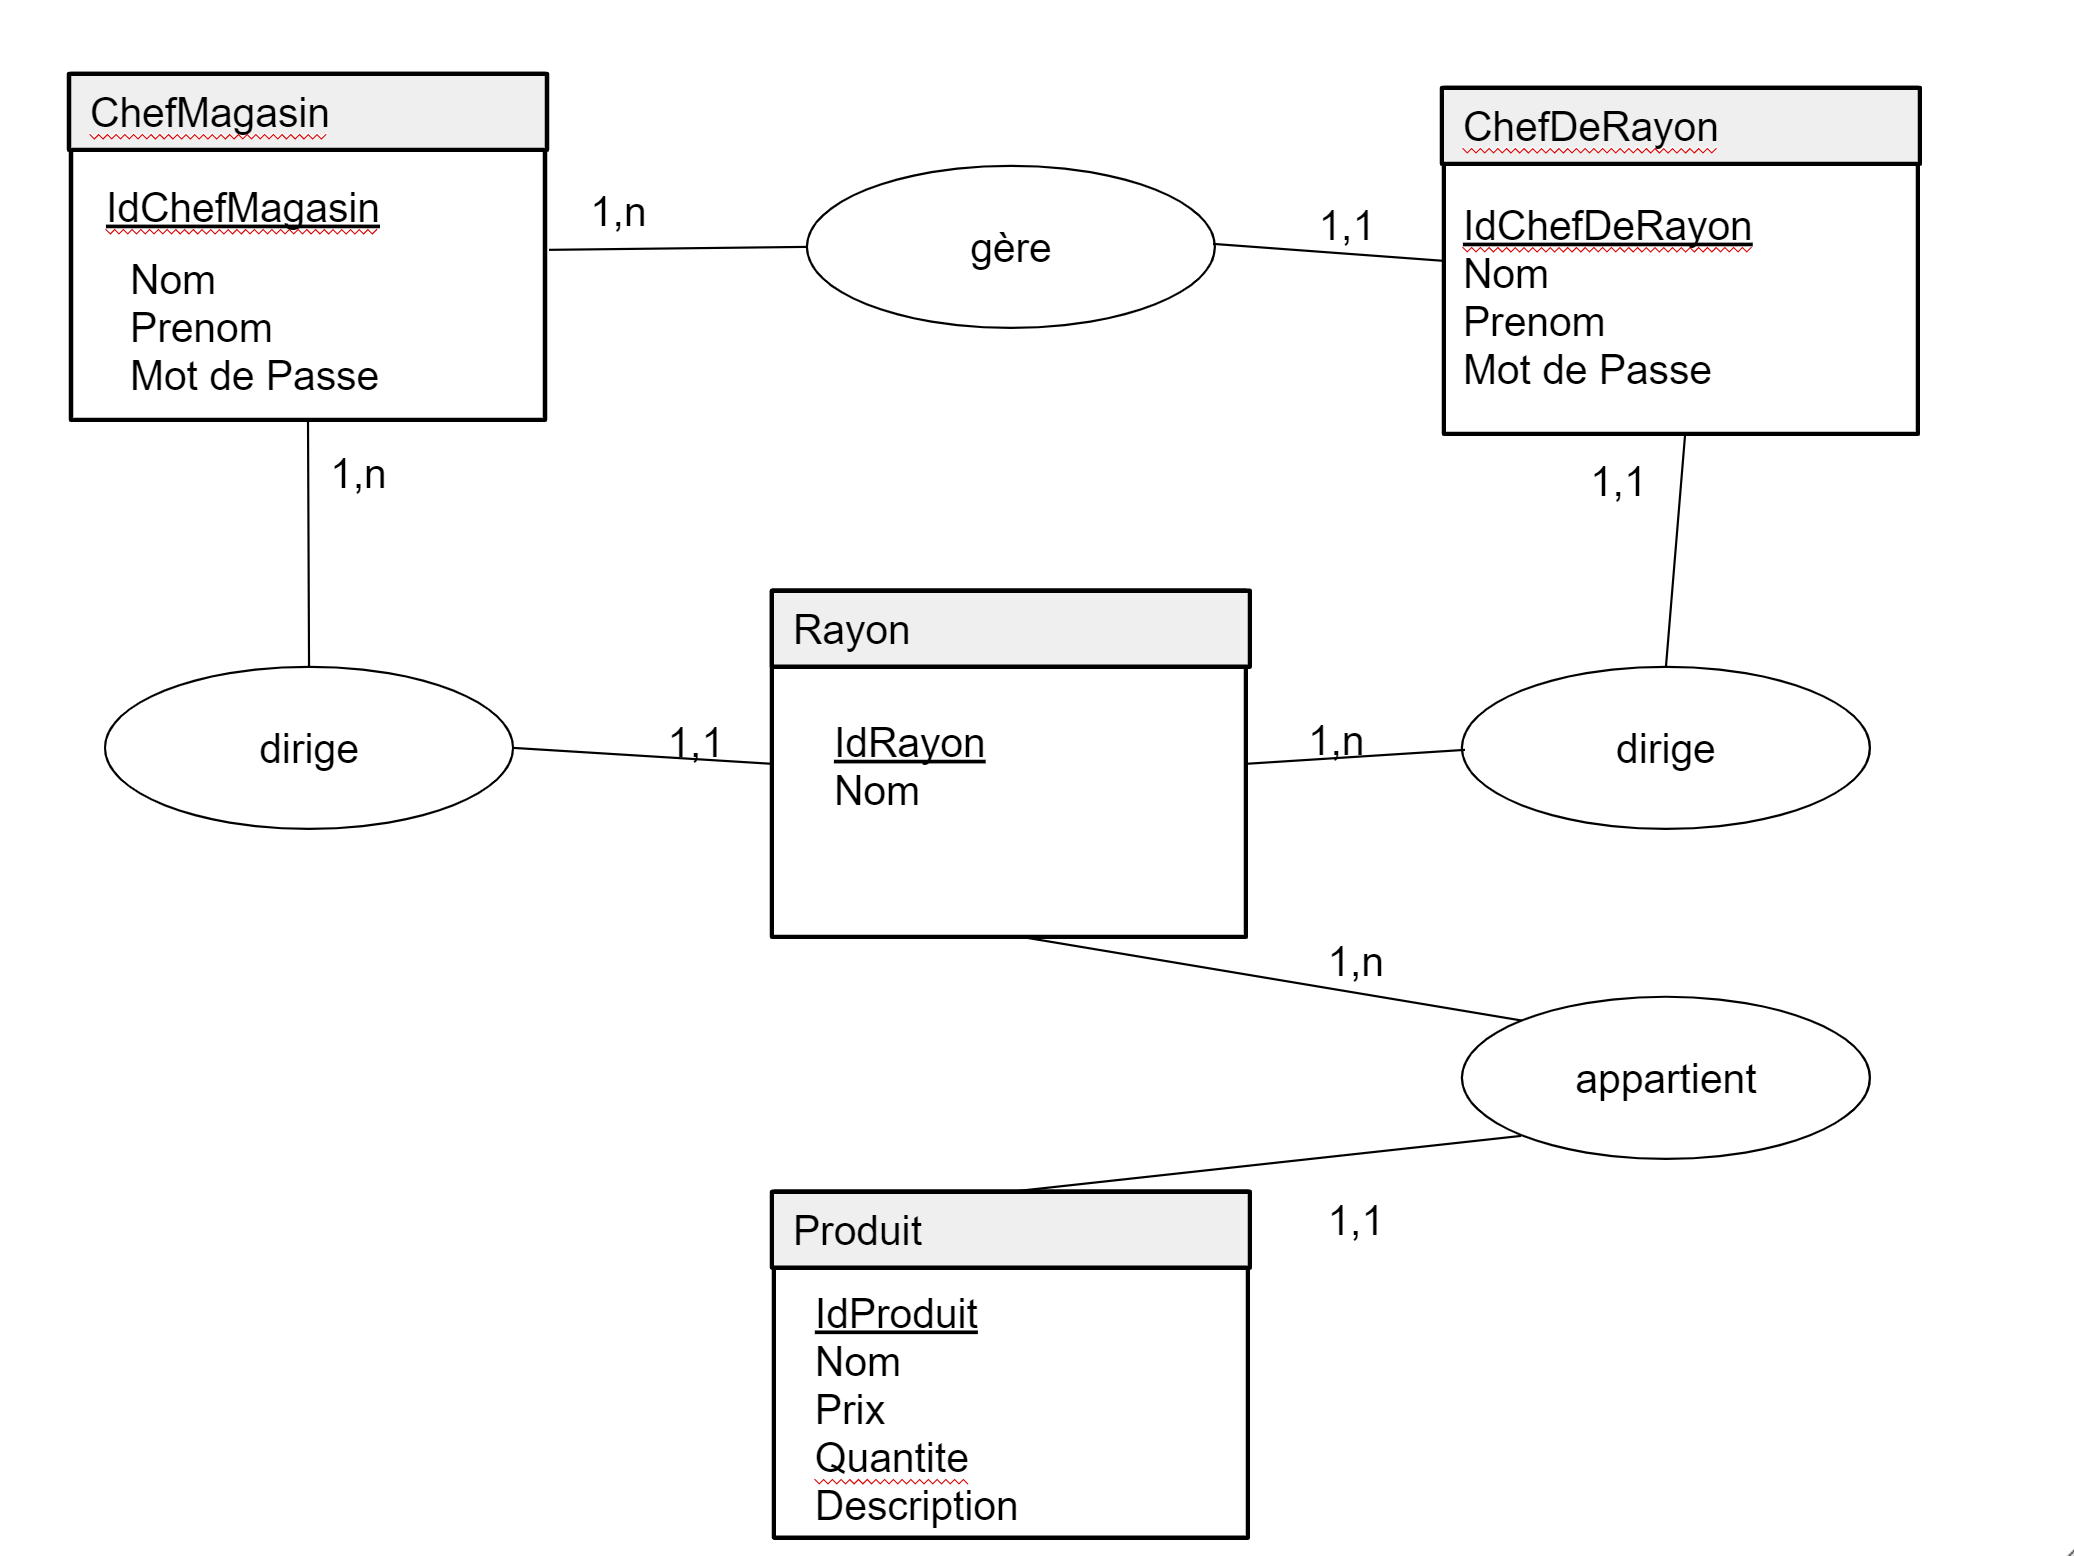 ChefMagasin
IdChefMagasin
Nom
Prenom
Mot de Passe
1,n
gère
1,1
ChefDeRayon
IdChefDeRayon
Nom
Prenom
Mot de Passe
1,n
1,1
dirige
1,1
Rayon
IdRayon
Nom
1,n
dirige
1,n
appartient
1,1
Produit
IdProduit
Nom
Prix
Quantite
Description